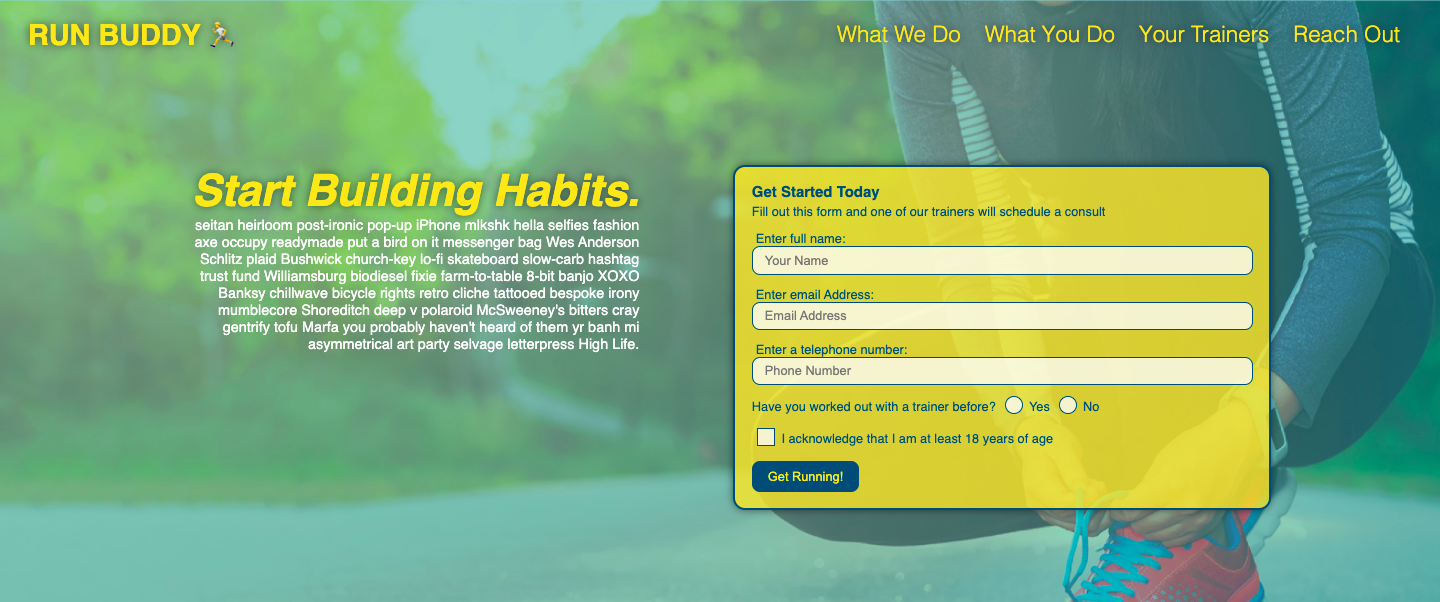 RUN BUDDY 🏃
What We Do What You Do Your Trainers Reach Out
Start Building Habits.
seitan heirloom post-ironic pop-up iPhone mlkshk hella selfies fashion
axe occupy readymade put a bird on it messenger bag Wes Anderson
Schlitz plaid Bushwick church-key lo-fi skateboard slow-carb hashtag
trust fund Williamsburg biodiesel fixie farm-to-table 8-bit banjo XOXO
Banksy chillwave bicycle rights retro cliche tattooed bespoke irony
mumblecore Shoreditch deep v polaroid McSweeney's bitters cray
gentrify tofu Marfa you probably haven't heard of them yr banh mi
asymmetrical art party selvage letterpress High Life.
Get Started Today
Fill out this form and one of our trainers will schedule a consult
Enter full name:
Your Name
Enter email Address:
Email Address
Enter a telephone number:
Phone Number
Have you worked out with a trainer before? Yes No
I acknowledge that I am at least 18 years of age
Get Running!